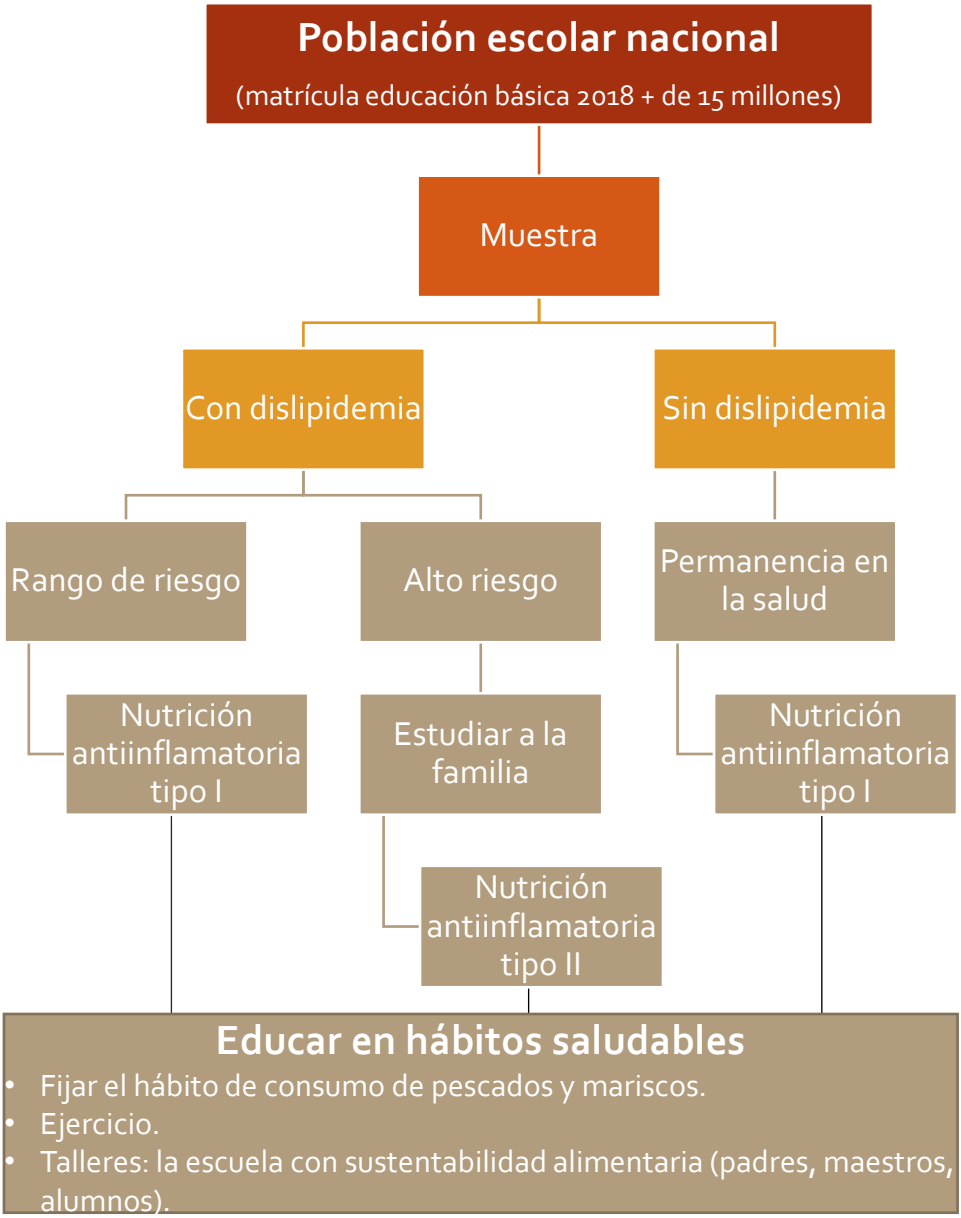 Población escolar nacional
(matrícula educación básica 2018 + de 15 millones)
Muestra
Con dislipidemia
Sin dislipidemia
Rango de riesgo
Alto riesgo
Permanencia en
la salud
Nutrición
antiinflamatoria
tipo I
Estudiar a la
familia
Nutrición
antiinflamatoria
tipo I
Nutrición
antiinflamatoria
tipo II
Educar en hábitos saludables
• Fijar el hábito de consumo de pescados y mariscos.
• Ejercicio.
• Talleres: la escuela con sustentabilidad alimentaria (padres, maestros,
alumnos).